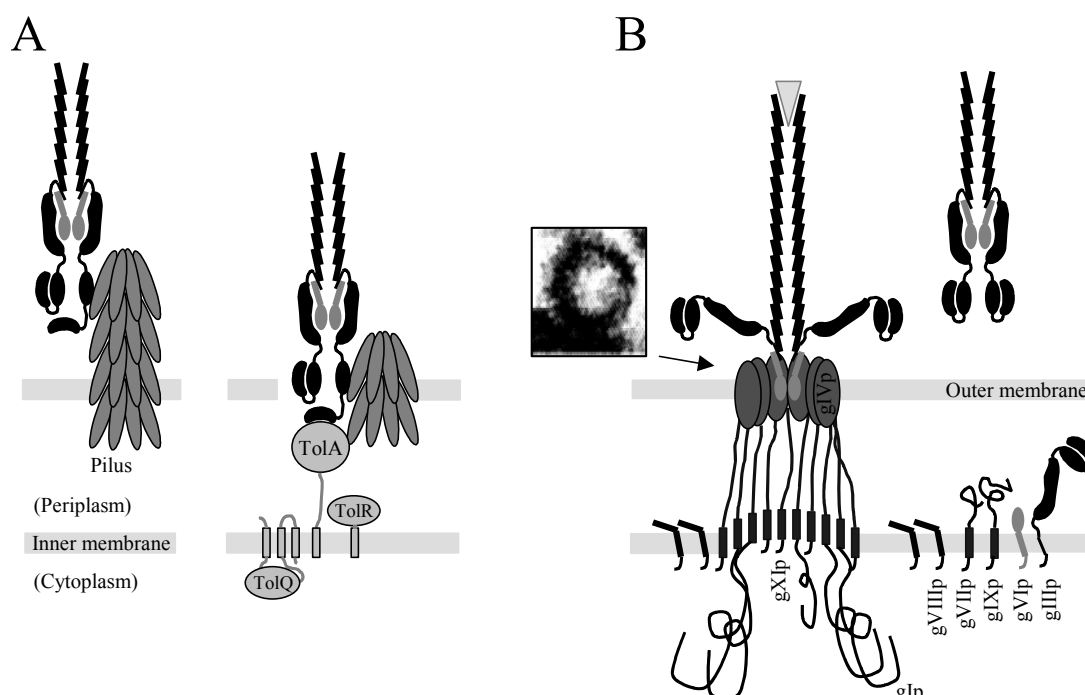 A
B
gIVp
Outer membrane
TolA
Pilus
(Periplasm)
TolR
Inner membrane
(Cytoplasm)
TolQ
gXIp
gVIIIp
gVIIp
gIXp
gVIp
gIIIp
gIp